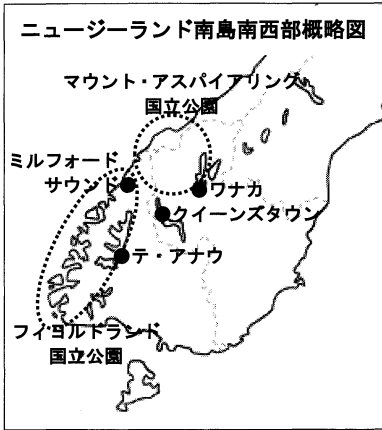 ニュージーランド南島南西部概略図
マウント・アスパイアリング
国立公園
ミルフォード
サウンド
ワナカ
クイーンズタウン
テ・アナウ
フィヨルドランド
国立公園